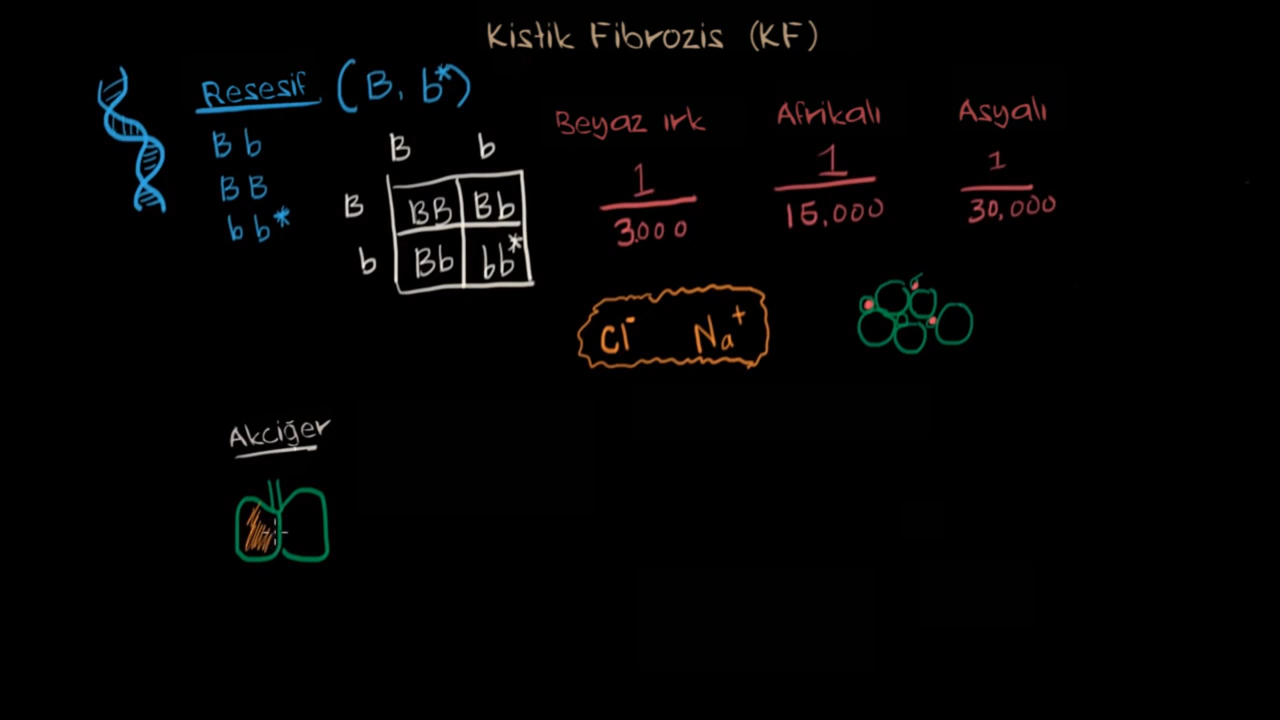 Kistik Fibrozis (KF)
Resesif (B, b*)
B b
B B
b b*
B b
B BB Bb
b Bb bb*
Beyaz ırk Afrikalı Asyalı
1 1 1
3.000 15,000 30,000
Cl⁻ Na⁺
Akciğer